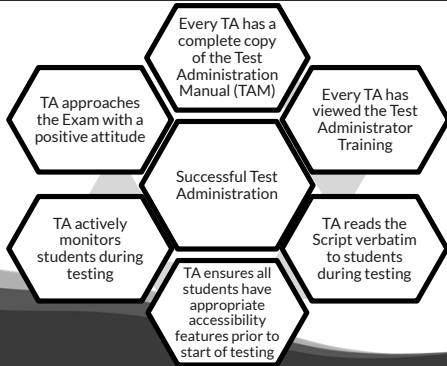 Every TA has a
complete copy
of the Test
Administration
Manual (TAM)
Every TA has
viewed the Test
Administrator
Training
TA reads the
Script verbatim
to students
during testing
TA ensures all
students have
appropriate
accessibility
features prior to
start of testing
TA actively
monitors
students during
testing
TA approaches
the Exam with a
positive attitude
Successful Test
Administration